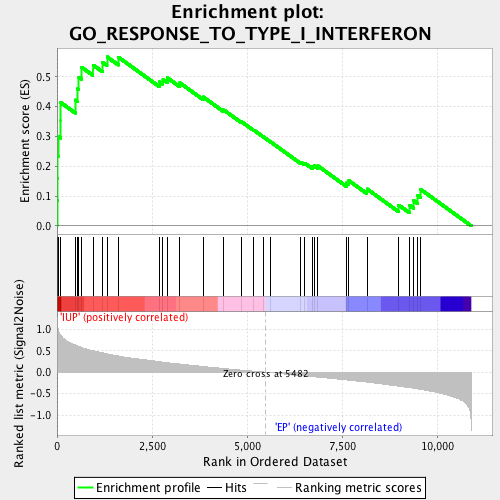 Enrichment plot:
GO_RESPONSE_TO_TYPE_I_INTERFERON
Enrichment score (ES)
0.5
0.4
0.3
0.2
0.1
0.0
'IUP' (positively correlated)
Ranked list metric (Signal2Noise)
1.0
0.5
0.0
-0.5
-1.0
Zero cross at 5482
'EP' (negatively correlated)
0 2,500 5,000 7,500 10,000
Rank in Ordered Dataset
Enrichment profile Hits Ranking metric scores